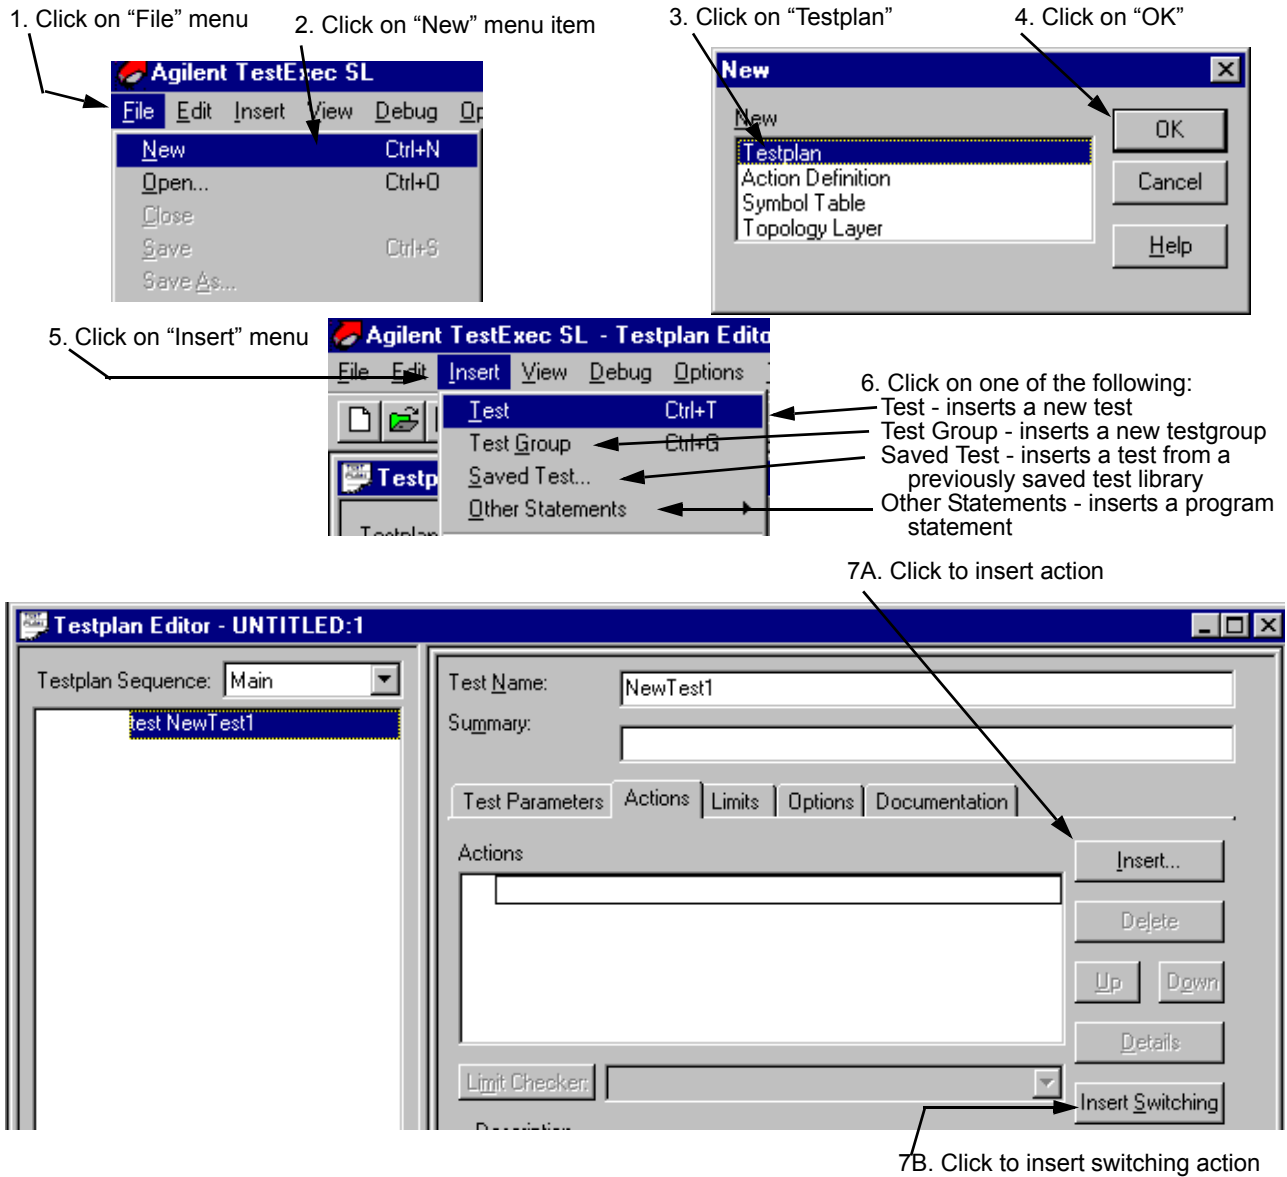 1. Click on “File” menu
2. Click on “New” menu item
3. Click on “Testplan”
4. Click on “OK”
Agilent TestExec SL
File Edit Insert View Debug Op
New Ctrl+N
Open... Ctrl+O
Close
Save Ctrl+S
Save As...
New
New
Testplan
Action Definition
Symbol Table
Topology Layer
OK
Cancel
Help
5. Click on “Insert” menu
Agilent TestExec SL - Testplan Edito
File Edit Insert View Debug Options
Test Ctrl+T
Test Group Ctrl+G
Saved Test...
Other Statements
Testp
Testplan
6. Click on one of the following:
Test - inserts a new test
Test Group - inserts a new testgroup
Saved Test - inserts a test from a
previously saved test library
Other Statements - inserts a program
statement
7A. Click to insert action
Testplan Editor - UNTITLED:1
Testplan Sequence: Main
test NewTest1
Test Name: NewTest1
Summary:
Test Parameters Actions Limits Options Documentation
Actions
Insert...
Delete
Up Down
Details
Limit Checker:
Insert Switching
Description
7B. Click to insert switching action